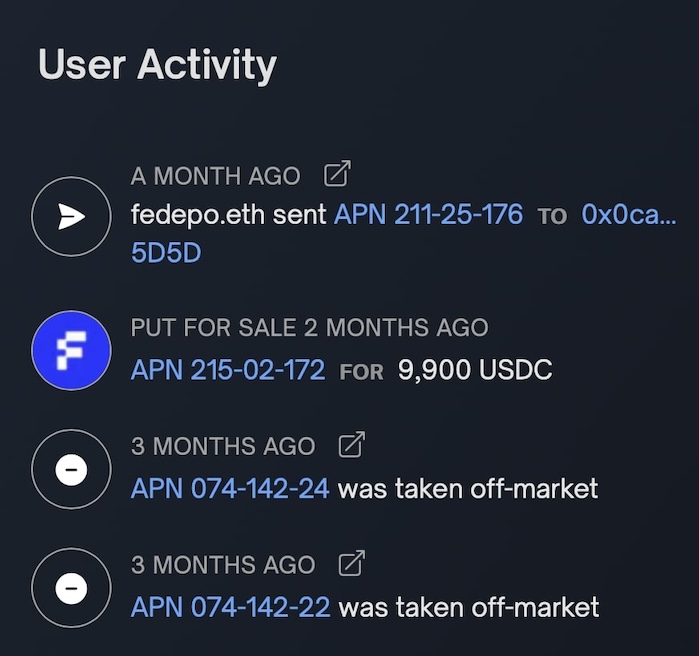 User Activity
A MONTH AGO
fedepo.eth sent APN 211-25-176 TO 0x0ca...
5D5D
PUT FOR SALE 2 MONTHS AGO
APN 215-02-172 FOR 9,900 USDC
3 MONTHS AGO
APN 074-142-24 was taken off-market
3 MONTHS AGO
APN 074-142-22 was taken off-market